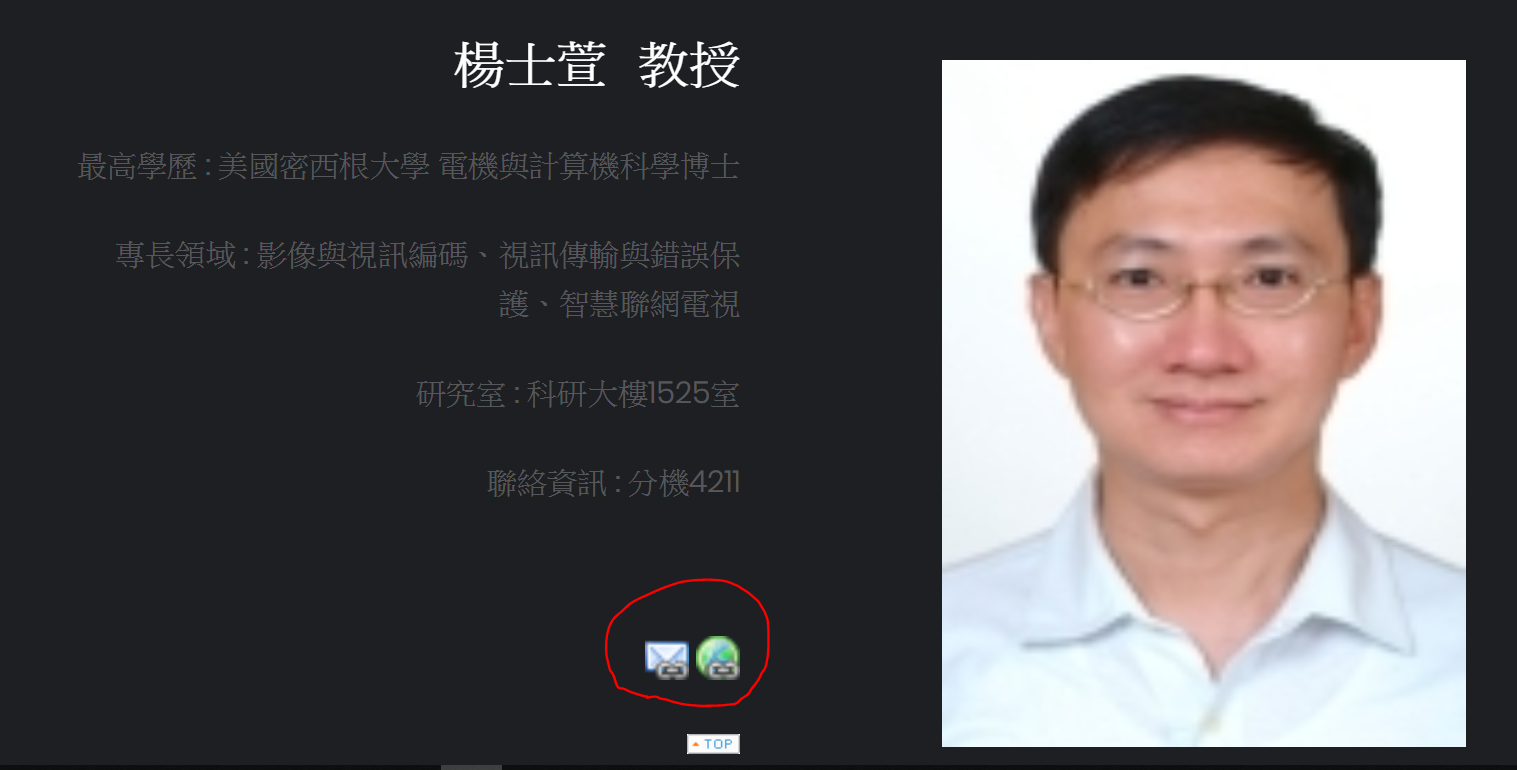 楊士萱 教授
最高學歷 : 美國密西根大學 電機與計算機科學博士
專長領域 : 影像與視訊編碼、視訊傳輸與錯誤保
護、智慧聯網電視
研究室 : 科研大樓1525室
聯絡資訊 : 分機4211
TOP